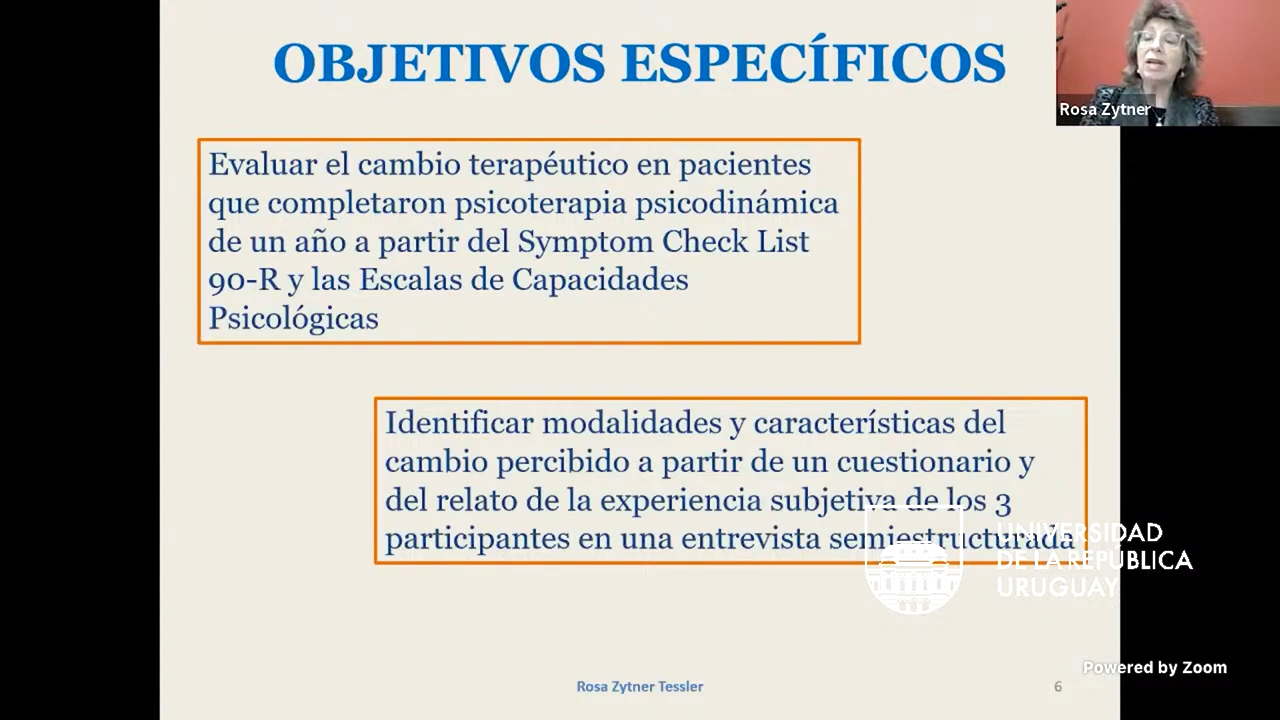 OBJETIVOS ESPECÍFICOS
Rosa Zytner
Evaluar el cambio terapéutico en pacientes
que completaron psicoterapia psicodinámica
de un año a partir del Symptom Check List
90-R y las Escalas de Capacidades
Psicológicas
Identificar modalidades y características del
cambio percibido a partir de un cuestionario y
del relato de la experiencia subjetiva de los 3
participantes en una entrevista semiestructurada.
UNIVERSIDAD
DE LA REPÚBLICA
URUGUAY
Powered by Zoom
Rosa Zytner Tessler
6